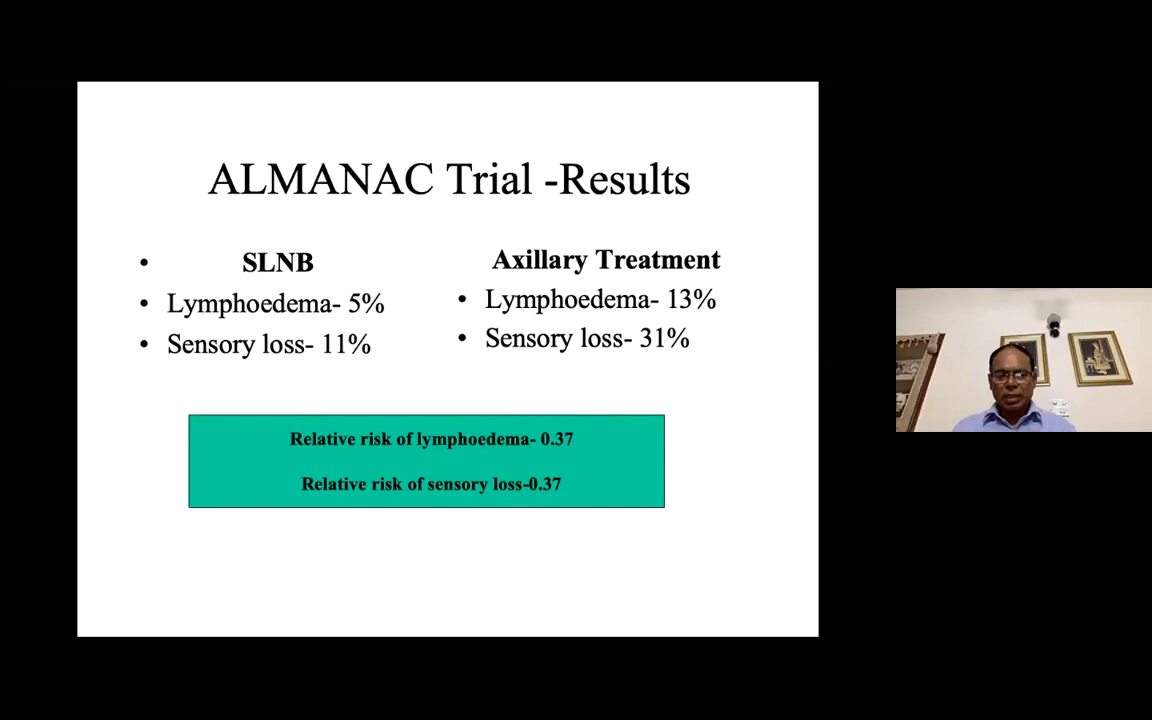 ALMANAC Trial -Results
• SLNB
• Lymphoedema- 5%
• Sensory loss- 11%
Axillary Treatment
• Lymphoedema- 13%
• Sensory loss- 31%
Relative risk of lymphoedema- 0.37
Relative risk of sensory loss-0.37